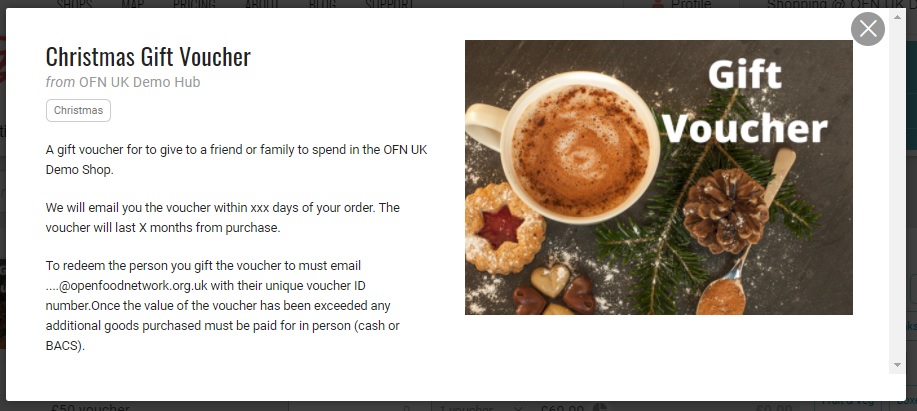 SHOPS MAP PRICING ABOUT BLOG SUPPORT
Profile
Shopping @ OFN UK D
Christmas Gift Voucher
from OFN UK Demo Hub
Christmas
A gift voucher for to give to a friend or family to spend in the OFN UK
Demo Shop.
We will email you the voucher within xxx days of your order. The
voucher will last X months from purchase.
To redeem the person you gift the voucher to must email
....@openfoodnetwork.org.uk with their unique voucher ID
number.Once the value of the voucher has been exceeded any
additional goods purchased must be paid for in person (cash or
BACS).
Gift
Voucher
£50 voucher
1 voucher
£60.00